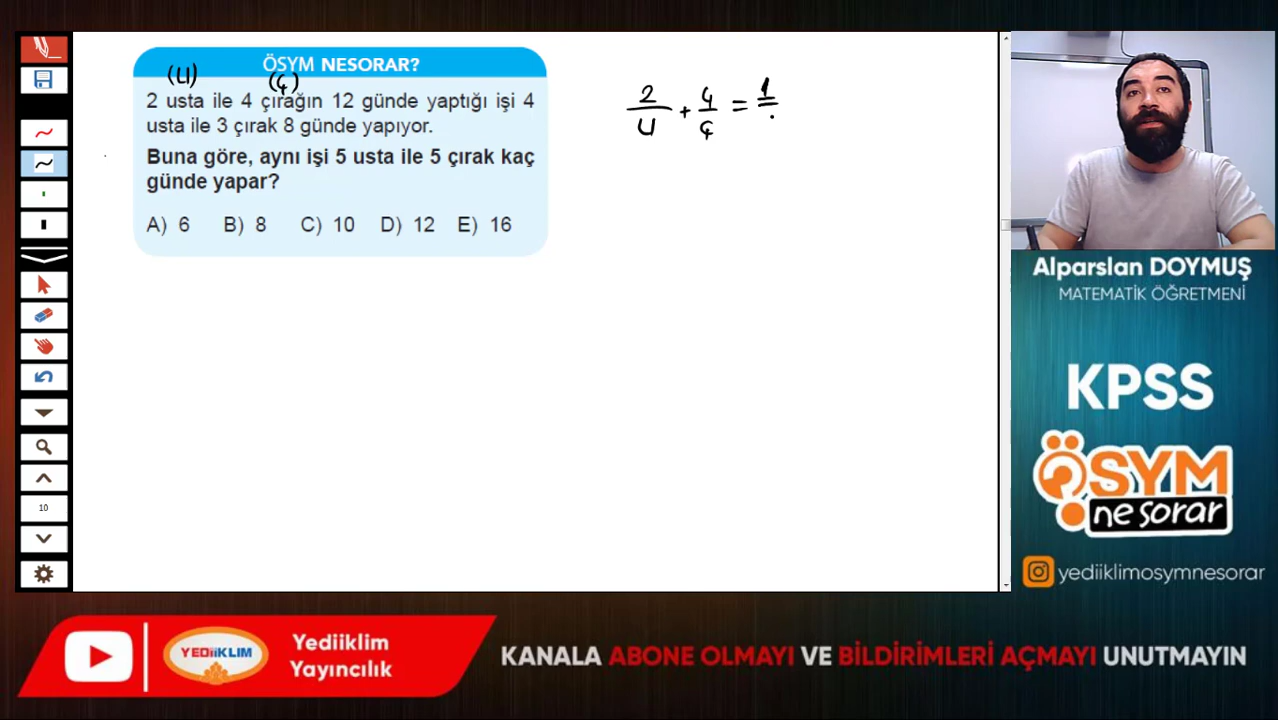 ÖSYM NESORAR?
(U) (ç)
2 usta ile 4 çırağın 12 günde yaptığı işi 4
usta ile 3 çırak 8 günde yapıyor.
Buna göre, aynı işi 5 usta ile 5 çırak kaç
günde yapar?
A) 6 B) 8 C) 10 D) 12 E) 16
2/U + 4/ç = 1
10
Alparslan DOYMUŞ
MATEMATİK ÖĞRETMENİ
KPSS
ÖSYM
ne sorar
yediiklimosymnesorar
YEDİİKLİM
Yediiklim
Yayıncılık
KANALA ABONE OLMAYI VE BİLDİRİMLERİ AÇMAYI UNUTMAYIN